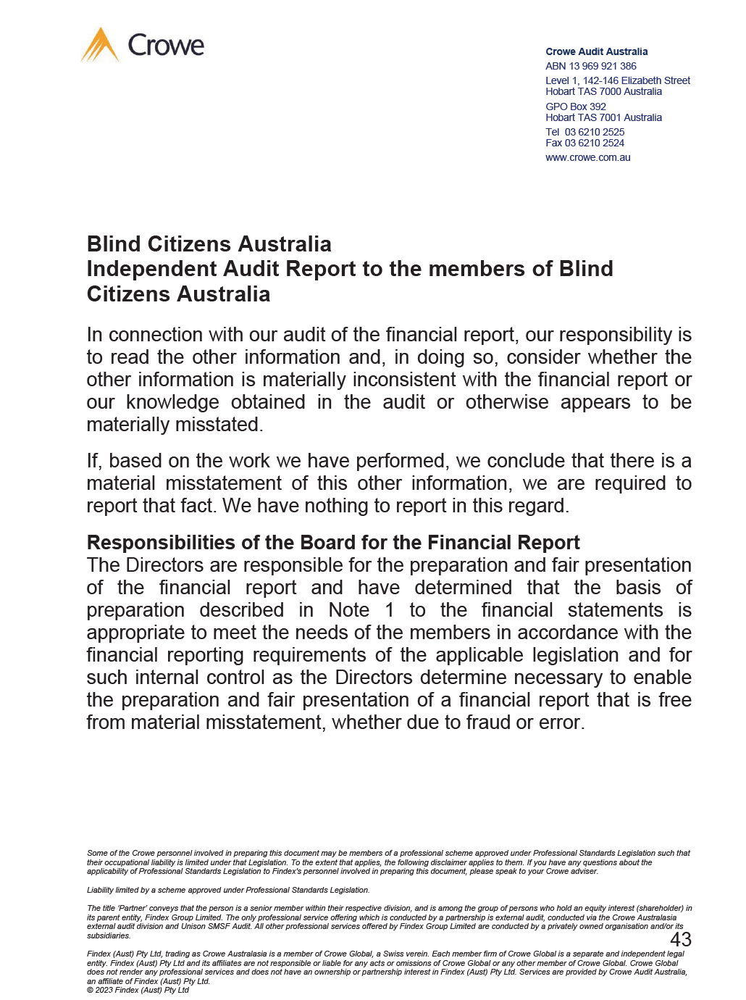 Crowe
Crowe Audit Australia
ABN 13 969 921 386
Level 1, 142-146 Elizabeth Street
Hobart TAS 7000 Australia
GPO Box 392
Hobart TAS 7001 Australia
Tel 03 6210 2525
Fax 03 6210 2524
www.crowe.com.au
Blind Citizens Australia
Independent Audit Report to the members of Blind
Citizens Australia
In connection with our audit of the financial report, our responsibility is
to read the other information and, in doing so, consider whether the
other information is materially inconsistent with the financial report or
our knowledge obtained in the audit or otherwise appears to be
materially misstated.
If, based on the work we have performed, we conclude that there is a
material misstatement of this other information, we are required to
report that fact. We have nothing to report in this regard.
Responsibilities of the Board for the Financial Report
The Directors are responsible for the preparation and fair presentation
of the financial report and have determined that the basis of
preparation described in Note 1 to the financial statements is
appropriate to meet the needs of the members in accordance with the
financial reporting requirements of the applicable legislation and for
such internal control as the Directors determine necessary to enable
the preparation and fair presentation of a financial report that is free
from material misstatement, whether due to fraud or error.
Some of the Crowe personnel involved in preparing this document may be members of a professional scheme approved under Professional Standards Legislation such that
their occupational liability is limited under that Legislation. To the extent that applies, the following disclaimer applies to them. If you have any questions about the
applicability of Professional Standards Legislation to Findex's personnel involved in preparing this document, please speak to your Crowe adviser.
Liability limited by a scheme approved under Professional Standards Legislation.
The title ‘Partner’ conveys that the person is a senior member within their respective division, and is among the group of persons who hold an equity interest (shareholder) in
its parent entity, Findex Group Limited. The only professional service offering which is conducted by a partnership is external audit, conducted via the Crowe Australasia
external audit division and Unison SMSF Audit. All other professional services offered by Findex Group Limited are conducted by a privately owned organisation and/or its
subsidiaries.
43
Findex (Aust) Pty Ltd, trading as Crowe Australasia is a member of Crowe Global, a Swiss verein. Each member firm of Crowe Global is a separate and independent legal
entity. Findex (Aust) Pty Ltd and its affiliates are not responsible or liable for any acts or omissions of Crowe Global or any other member of Crowe Global. Crowe Global
does not render any professional services and does not have an ownership or partnership interest in Findex (Aust) Pty Ltd. Services are provided by Crowe Audit Australia,
an affiliate of Findex (Aust) Pty Ltd.
© 2023 Findex (Aust) Pty Ltd